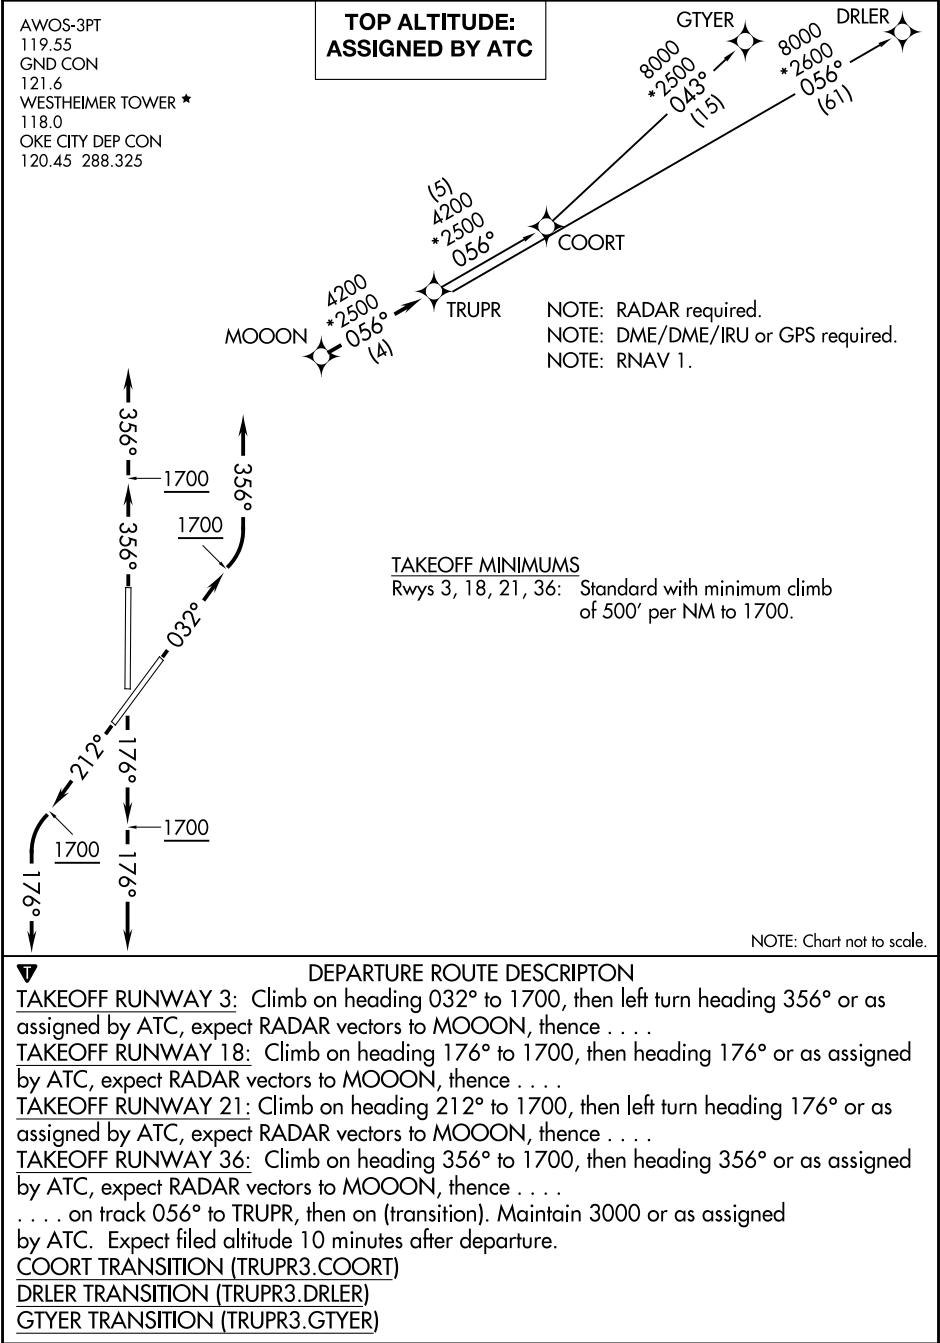 AWOS-3PT
119.55
GND CON
121.6
WESTHEIMER TOWER ★
118.0
OKE CITY DEP CON
120.45 288.325
TOP ALTITUDE:
ASSIGNED BY ATC
GTYER
8000
*2500
043°
(15)
DRLER
8000
*2600
056°
(61)
(5)
4200
*2500
056°
COORT
4200
*2500
056°
(4)
TRUPR
MOOON
NOTE: RADAR required.
NOTE: DME/DME/IRU or GPS required.
NOTE: RNAV 1.
356°
1700
356°
356°
1700
032°
TAKEOFF MINIMUMS
Rwys 3, 18, 21, 36: Standard with minimum climb
of 500' per NM to 1700.
212°
176°
1700
1700
176°
176°
NOTE: Chart not to scale.
T
DEPARTURE ROUTE DESCRIPTON
TAKEOFF RUNWAY 3: Climb on heading 032° to 1700, then left turn heading 356° or as
assigned by ATC, expect RADAR vectors to MOOON, thence . . . .
TAKEOFF RUNWAY 18: Climb on heading 176° to 1700, then heading 176° or as assigned
by ATC, expect RADAR vectors to MOOON, thence . . . .
TAKEOFF RUNWAY 21: Climb on heading 212° to 1700, then left turn heading 176° or as
assigned by ATC, expect RADAR vectors to MOOON, thence . . . .
TAKEOFF RUNWAY 36: Climb on heading 356° to 1700, then heading 356° or as assigned
by ATC, expect RADAR vectors to MOOON, thence . . . .
. . . . on track 056° to TRUPR, then on (transition). Maintain 3000 or as assigned
by ATC. Expect filed altitude 10 minutes after departure.
COORT TRANSITION (TRUPR3.COORT)
DRLER TRANSITION (TRUPR3.DRLER)
GTYER TRANSITION (TRUPR3.GTYER)